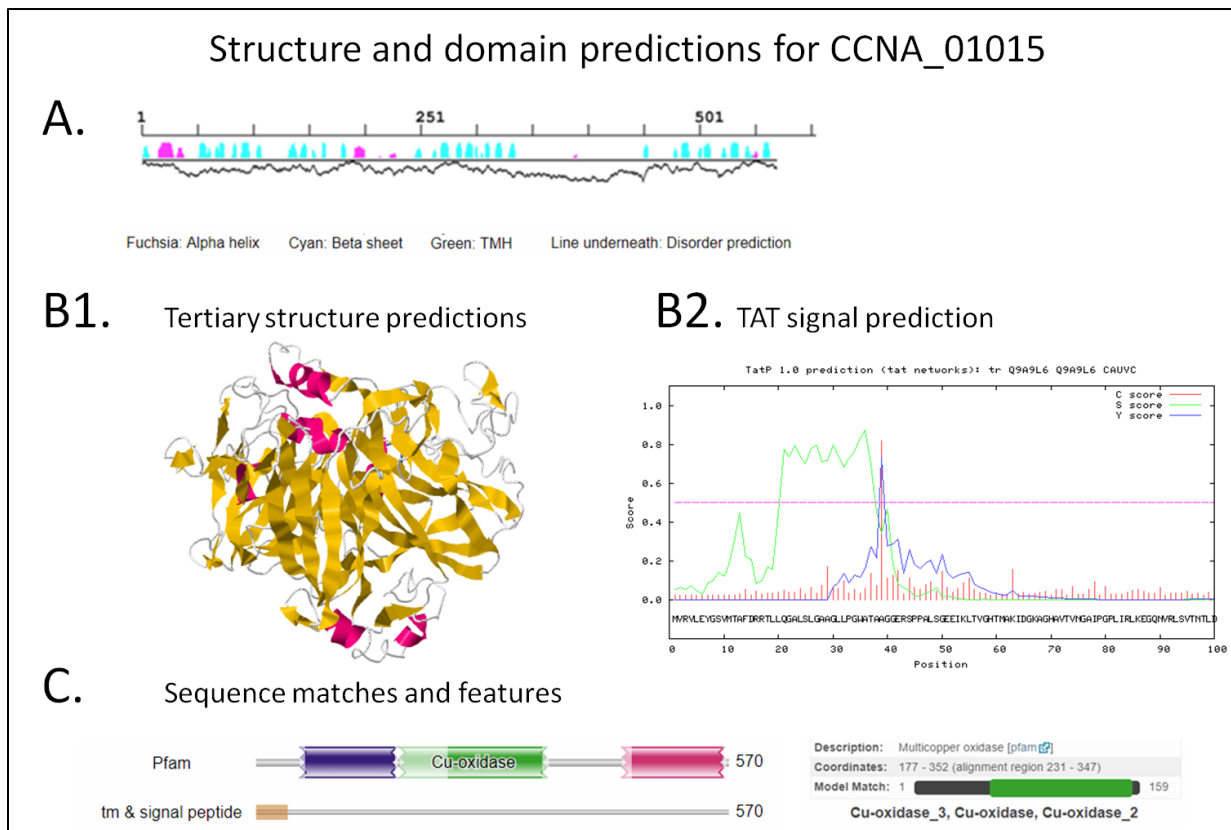 Structure and domain predictions for CCNA_01015
A.
1 251 501
Fuchsia: Alpha helix Cyan: Beta sheet Green: TMH Line underneath: Disorder prediction
B1. Tertiary structure predictions
B2. TAT signal prediction
TatP 1.0 prediction (tat networks): tr Q9A9L6 Q9A9L6 CAUVC
C score
S score
Y score
1.0
0.8
0.6
0.4
0.2
0.0
Score
MVRVLEYGSSVMTAFDRRTLLQGALSLGAAGLLPGWATAAGGERSPPALSGEEIKLTVGHTMAKIDGKAGHAVTVNGAIPGPLIRLKEGQNVRLSVTNTLD
0 10 20 30 40 50 60 70 80 90 100
Position
C. Sequence matches and features
Pfam Cu-oxidase 570
tm & signal peptide 570
Description: Multicopper oxidase [pfam]
Coordinates: 177 - 352 (alignment region 231 - 347)
Model Match: 1 159
Cu-oxidase_3, Cu-oxidase, Cu-oxidase_2